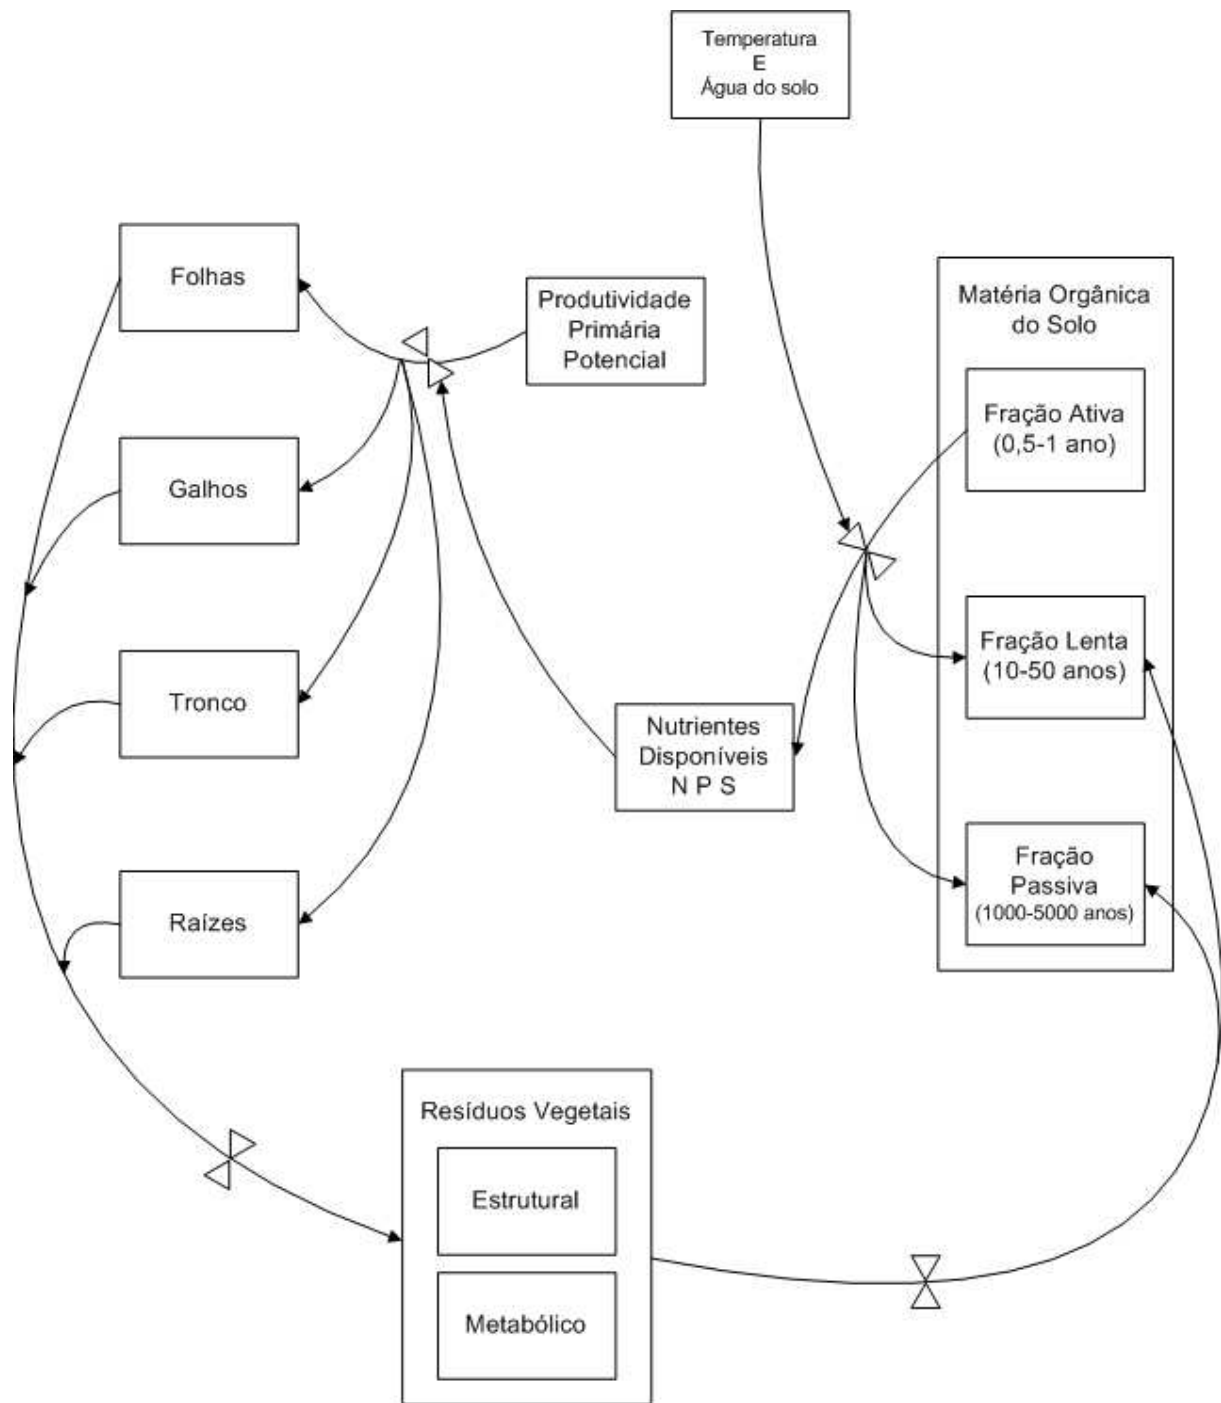 Temperatura
E
Água do solo
Folhas
Produtividade
Primária
Potencial
Matéria Orgânica
do Solo
Fração Ativa
(0,5-1 ano)
Galhos
Fração Lenta
(10-50 anos)
Tronco
Nutrientes
Disponíveis
N P S
Fração
Passiva
(1000-5000 anos)
Raízes
Resíduos Vegetais
Estrutural
Metabólico